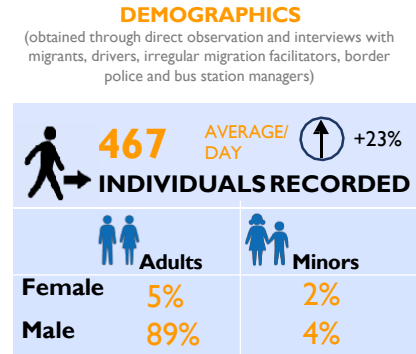 DEMOGRAPHICS
(obtained through direct observation and interviews with
migrants, drivers, irregular migration facilitators, border
police and bus station managers)
467 AVERAGE/
DAY
+23%
INDIVIDUALS RECORDED
Adults Minors
Female 5% 2%
Male 89% 4%